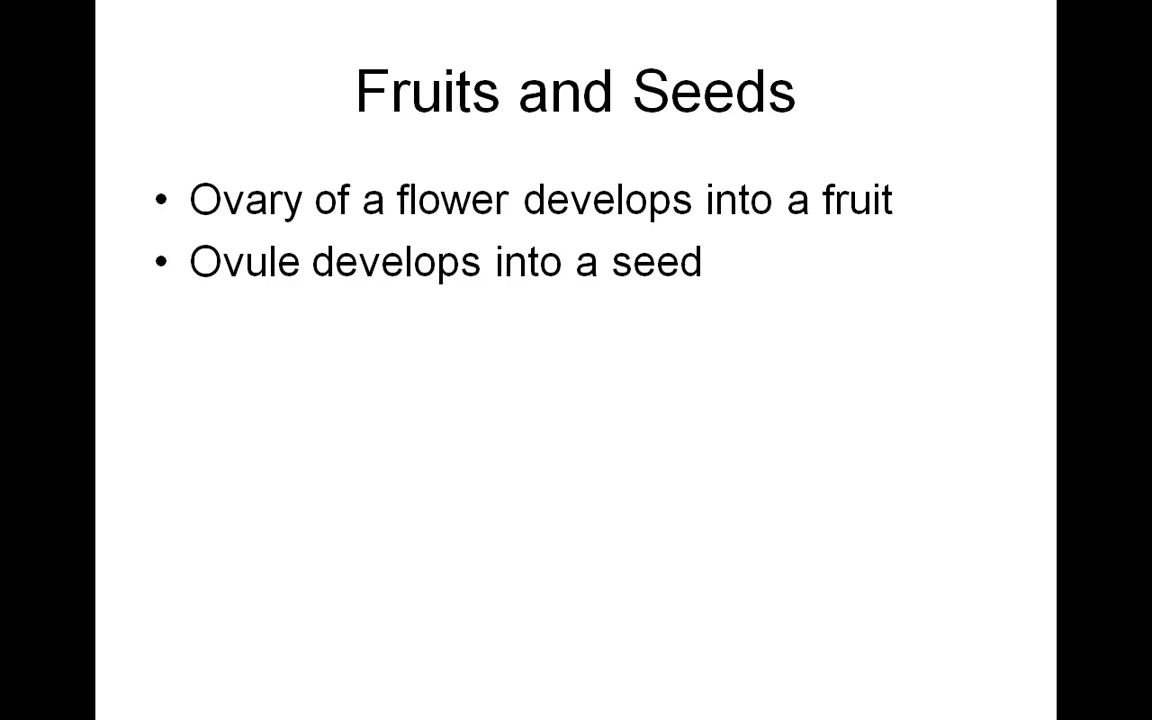 Fruits and Seeds
• Ovary of a flower develops into a fruit
• Ovule develops into a seed